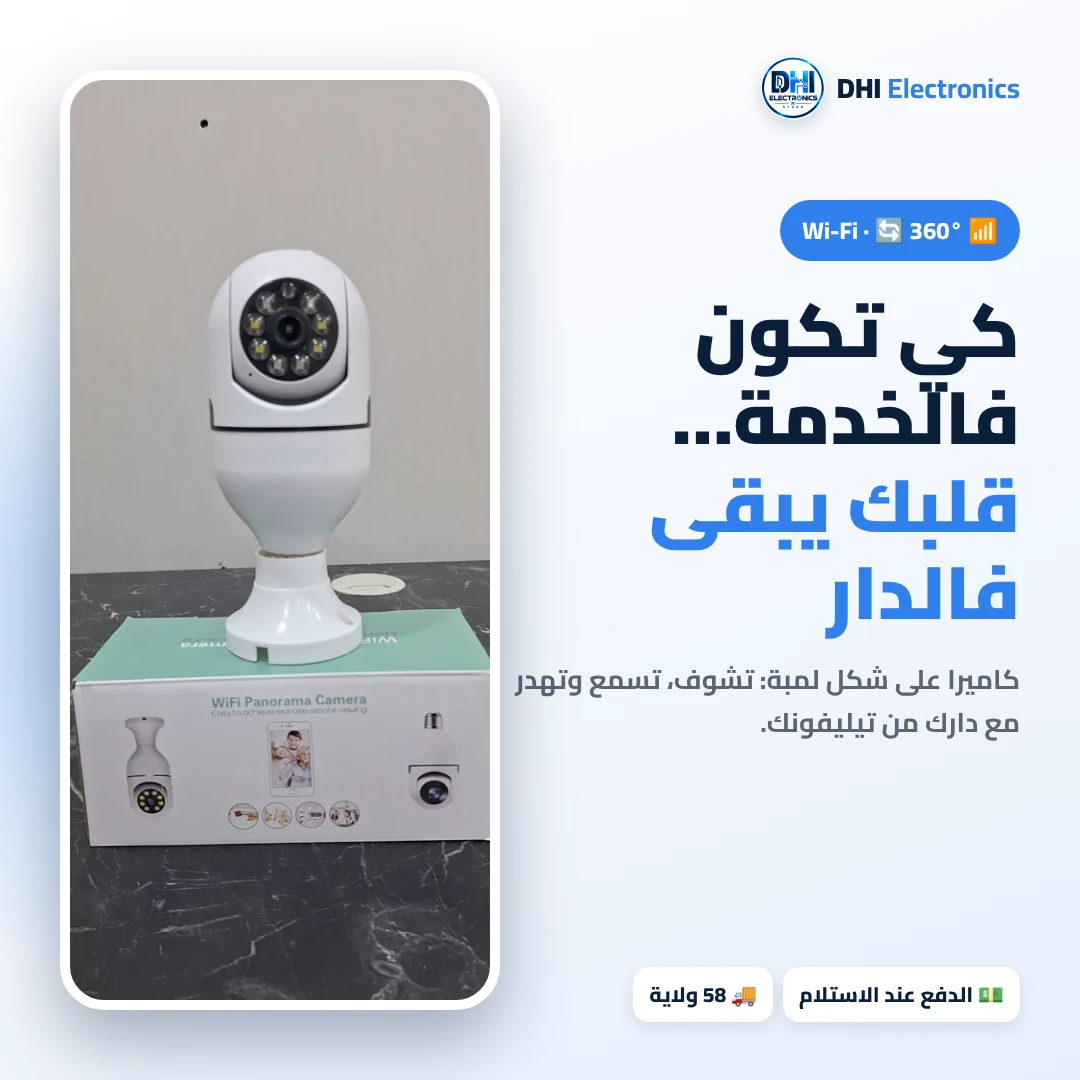 DHI
ELECTRONICS
STORE
DHI Electronics
📶 360° 🔄 · Wi-Fi
كي تكون
فالخدمة...
قلبك يبقى
فالدار
كاميرا على شكل لمبة: تشوف، تسمع وتهدر
مع دارك من تيليفونك.
WiFi Panorama Camera
Easy to achieve real-time remote viewing
💵 الدفع عند الاستلام
🚚 58 ولاية